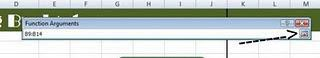 D E F G H I J K L M
Function Arguments
B9:B14